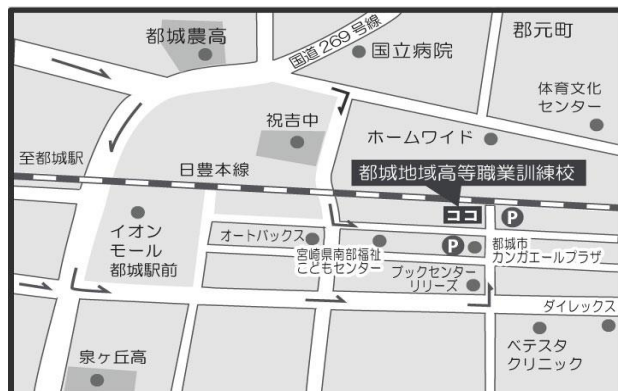 都城農高
国道269号線
国立病院
郡元町
体育文化
センター
祝吉中
ホームワイド
至都城駅
日豊本線
都城地域高等職業訓練校
ココ
P
イオン
モール
都城駅前
オートバックス
宮崎県南部福祉
こどもセンター
P
都城市
カンガエールプラザ
ブックセンター
リリーズ
ダイレックス
ベテスタ
クリニック
泉ヶ丘高